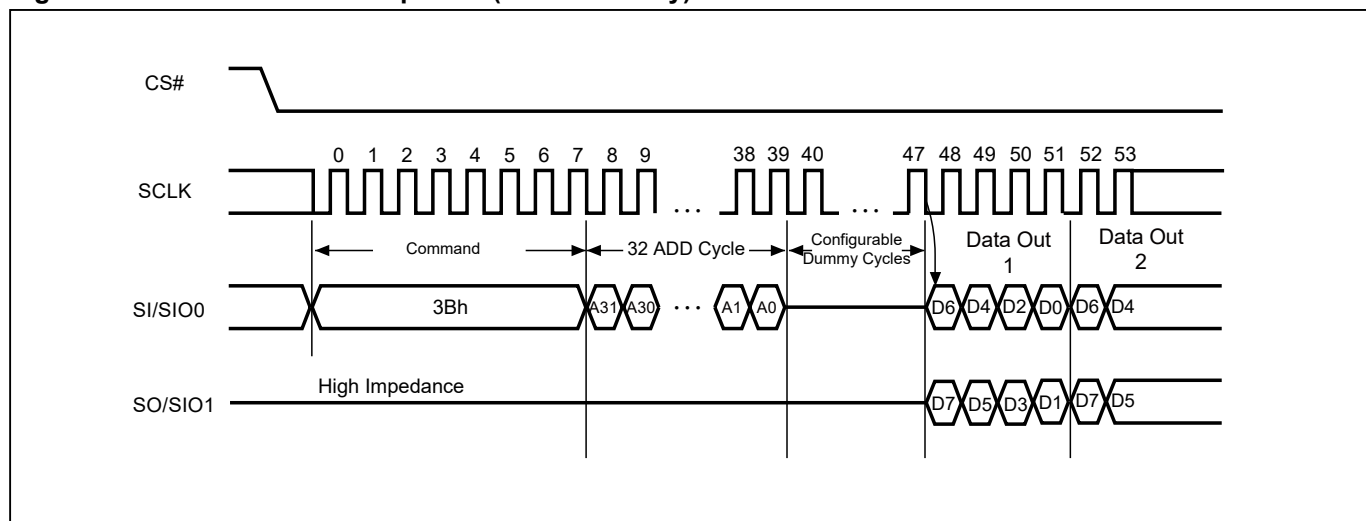 CS#
0 1 2 3 4 5 6 7 8 9 38 39 40 47 48 49 50 51 52 53
SCLK
... ...
Command 32 ADD Cycle Configurable Dummy Cycles Data Out 1 Data Out 2
SI/SIO0 3Bh A31 A30 ... A1 A0 D6 D4 D2 D0 D6 D4
High Impedance
SO/SIO1 D7 D5 D3 D1 D7 D5